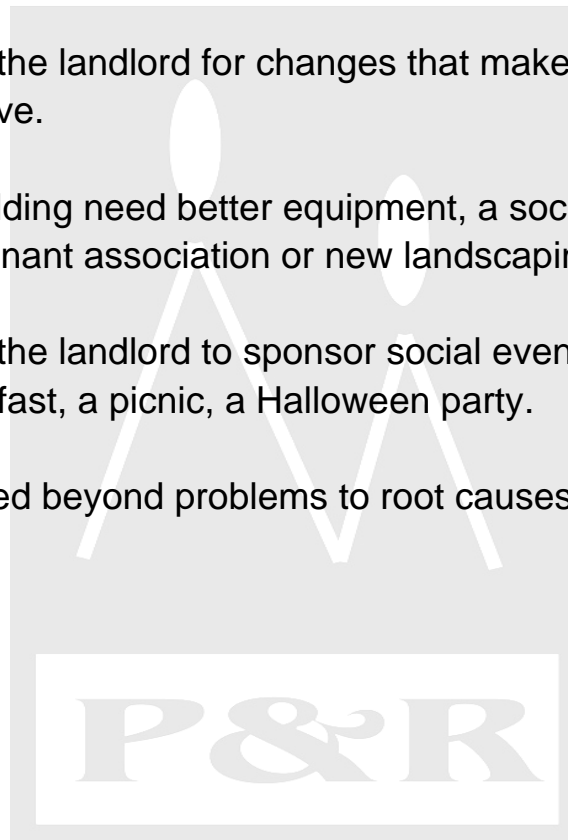 the landlord for changes that make
ve.
lding need better equipment, a soc
nant association or new landscapin
the landlord to sponsor social even
fast, a picnic, a Halloween party.
ed beyond problems to root causes
P&R